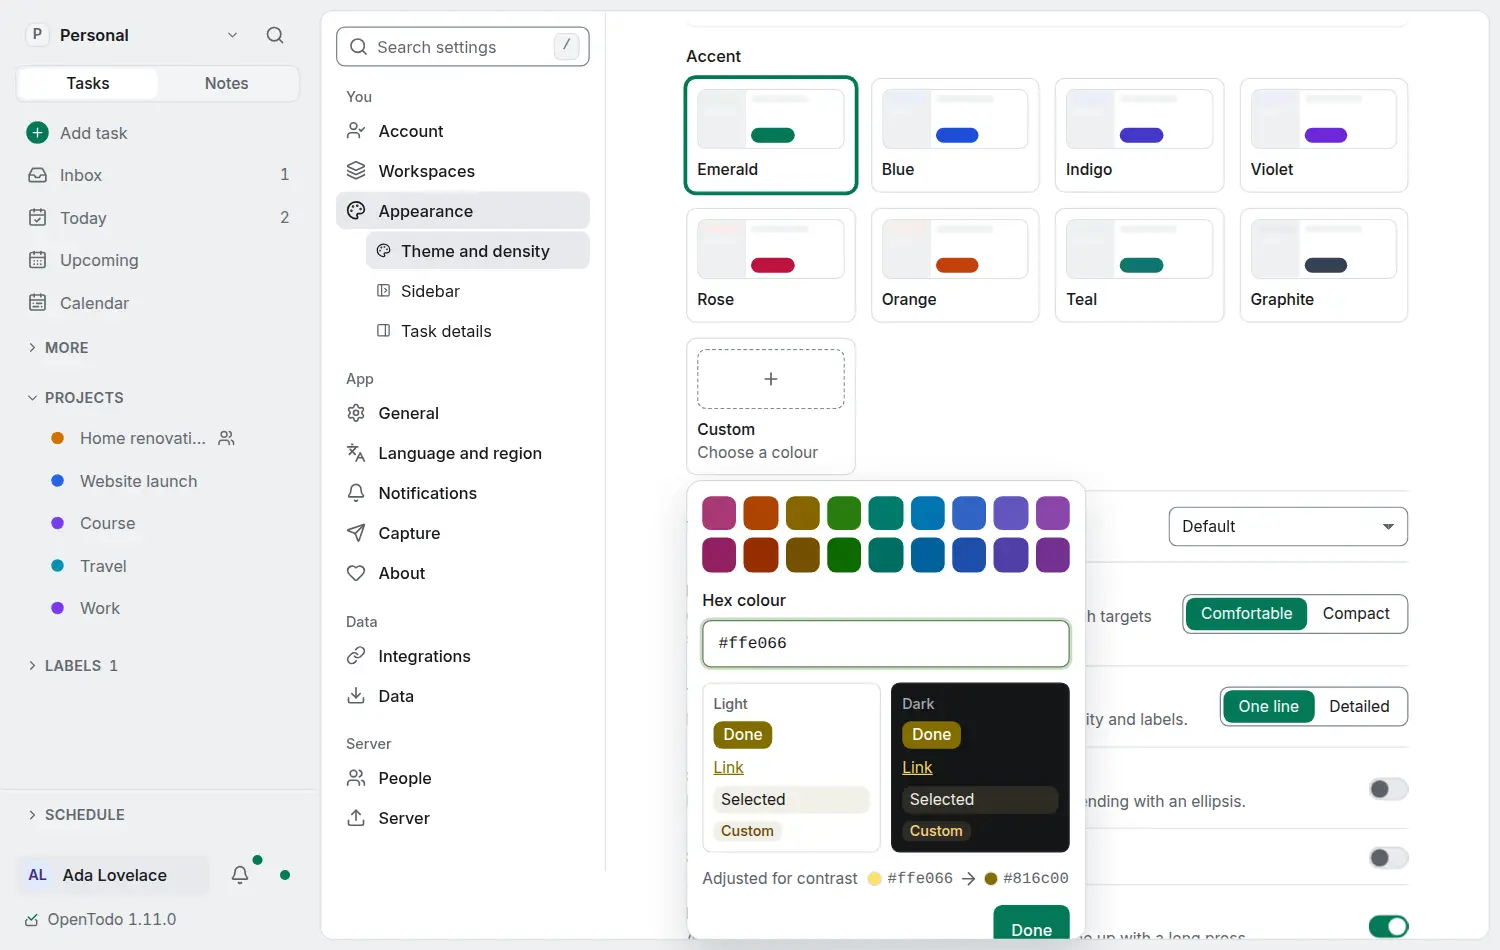 P Personal
Tasks Notes
Add task
Inbox 1
Today 2
Upcoming
Calendar
MORE
PROJECTS
Home renovati...
Website launch
Course
Travel
Work
LABELS 1
SCHEDULE
AL Ada Lovelace
OpenTodo 1.11.0
Search settings /
You
Account
Workspaces
Appearance
Theme and density
Sidebar
Task details
App
General
Language and region
Notifications
Capture
About
Data
Integrations
Data
Server
People
Server
Accent
Emerald Blue Indigo Violet
Rose Orange Teal Graphite
Custom
Choose a colour
Default
Hex colour
#ffe066
Light Dark
Done Done
Link Link
Selected Selected
Custom Custom
Adjusted for contrast #ffe066 → #816c00
Done
h targets
Comfortable Compact
ity and labels.
One line Detailed
ending with an ellipsis.
up with a long press